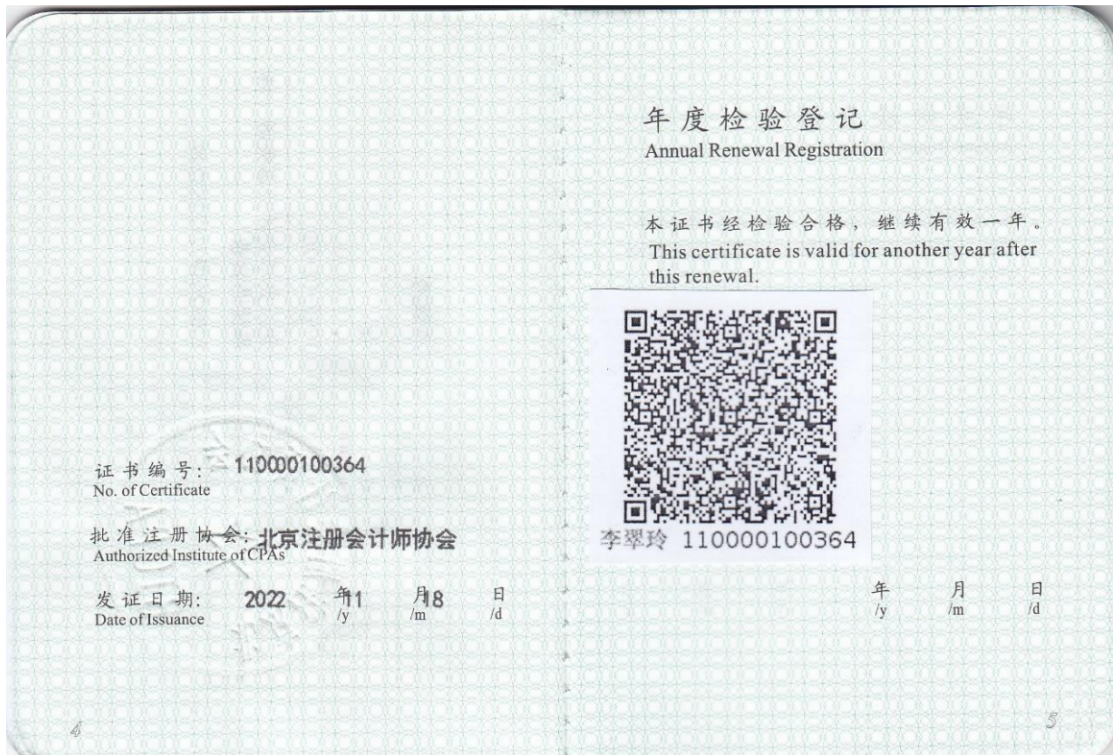 证书编号: 110000100364
No. of Certificate
批准注册协会: 北京注册会计师协会
Authorized Institute of CPAs
发证日期: 2022 年 11 月 18 日
Date of Issuance /y /m /d
4
年度检验登记
Annual Renewal Registration
本证书经检验合格，继续有效一年。
This certificate is valid for another year after
this renewal.
李翠玲 110000100364
年 月 日
/y /m /d
5